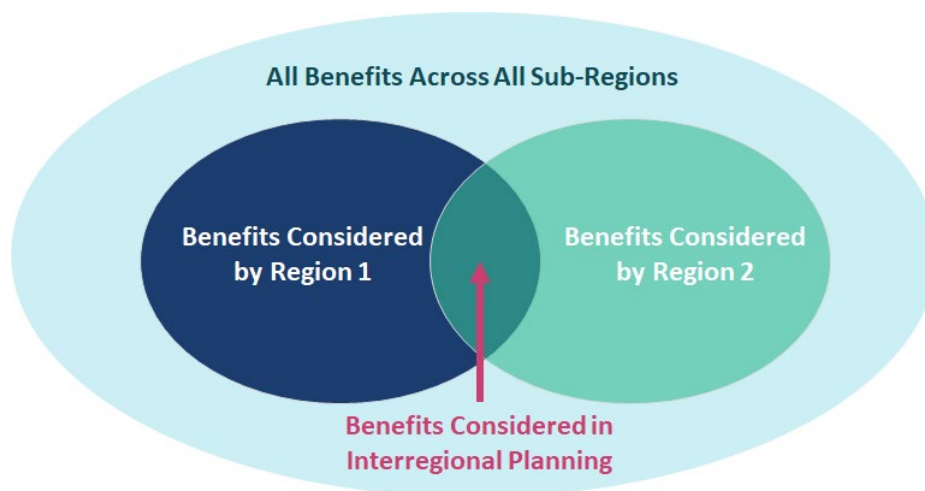 All Benefits Across All Sub-Regions
Benefits Considered
by Region 1
Benefits Considered
by Region 2
Benefits Considered in
Interregional Planning